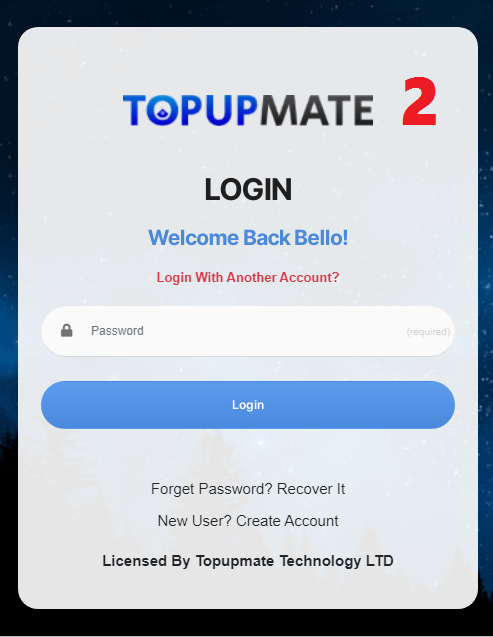 TOPUPMATE 2
LOGIN
Welcome Back Bello!
Login With Another Account?
Password (required)
Login
Forget Password? Recover It
New User? Create Account
Licensed By Topupmate Technology LTD